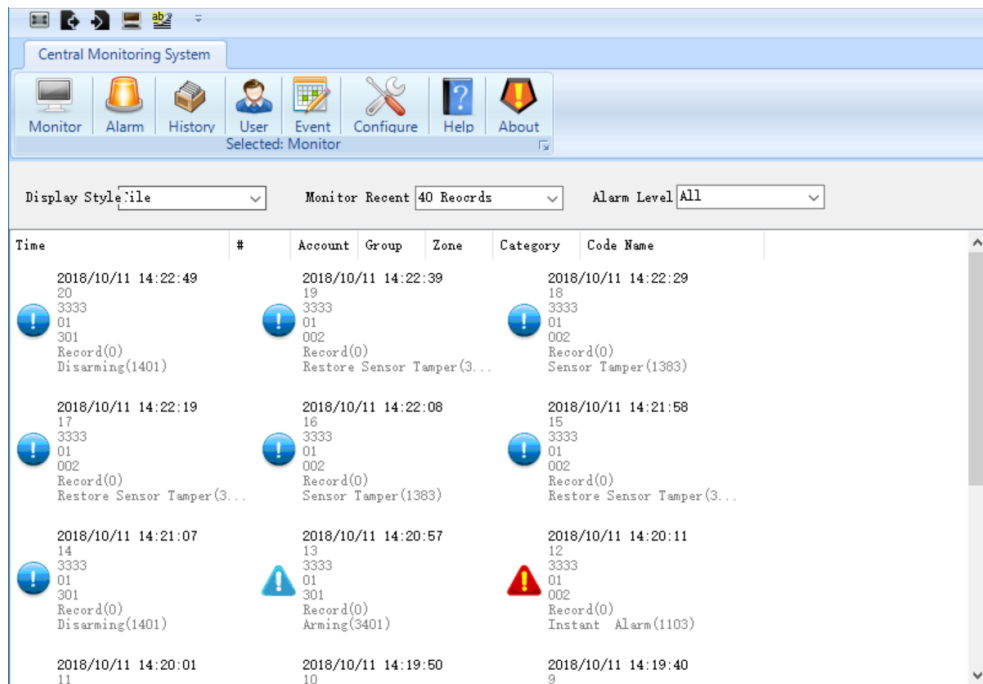 Central Monitoring System
Monitor Alarm History User Event Configure Help About
Selected: Monitor
Display Style Tile Monitor Recent 40 Reocrds Alarm Level All
Time # Account Group Zone Category Code Name
2018/10/11 14:22:49
20
3333
01
301
Record(0)
Disarming(1401)
2018/10/11 14:22:39
19
3333
01
002
Record(0)
Restore Sensor Tamper(3...
2018/10/11 14:22:29
18
3333
01
002
Record(0)
Sensor Tamper(1383)
2018/10/11 14:22:19
17
3333
01
002
Record(0)
Restore Sensor Tamper(3...
2018/10/11 14:22:08
16
3333
01
002
Record(0)
Sensor Tamper(1383)
2018/10/11 14:21:58
15
3333
01
002
Record(0)
Restore Sensor Tamper(3...
2018/10/11 14:21:07
14
3333
01
301
Record(0)
Disarming(1401)
2018/10/11 14:20:57
13
3333
01
301
Record(0)
Arming(3401)
2018/10/11 14:20:11
12
3333
01
002
Record(0)
Instant Alarm(1103)
2018/10/11 14:20:01
11
2018/10/11 14:19:50
10
2018/10/11 14:19:40
9